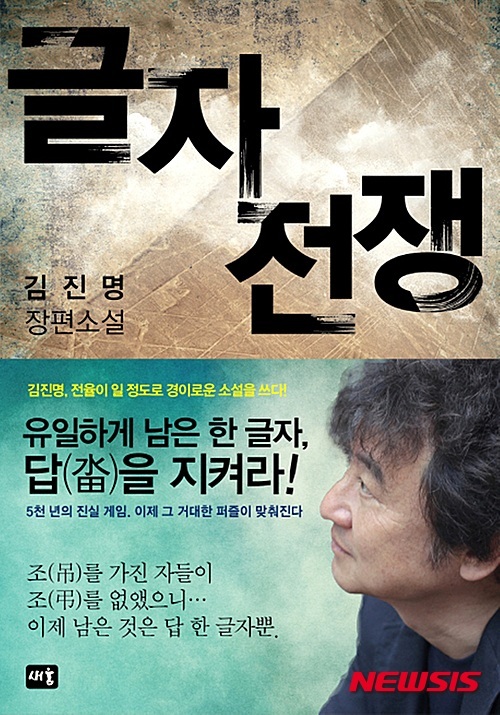 글자
전쟁
김진명
장편소설
김진명, 전율이 일 정도로 경이로운 소설을 쓰다!
유일하게 남은 한 글자,
답(畓)을 지켜라!
5천 년의 진실 게임. 이제 그 거대한 퍼즐이 맞춰진다
조(吊)를 가진 자들이
조(弔)를 없앴으니…
이제 남은 것은 답 한 글자뿐.
새움
NEWSIS